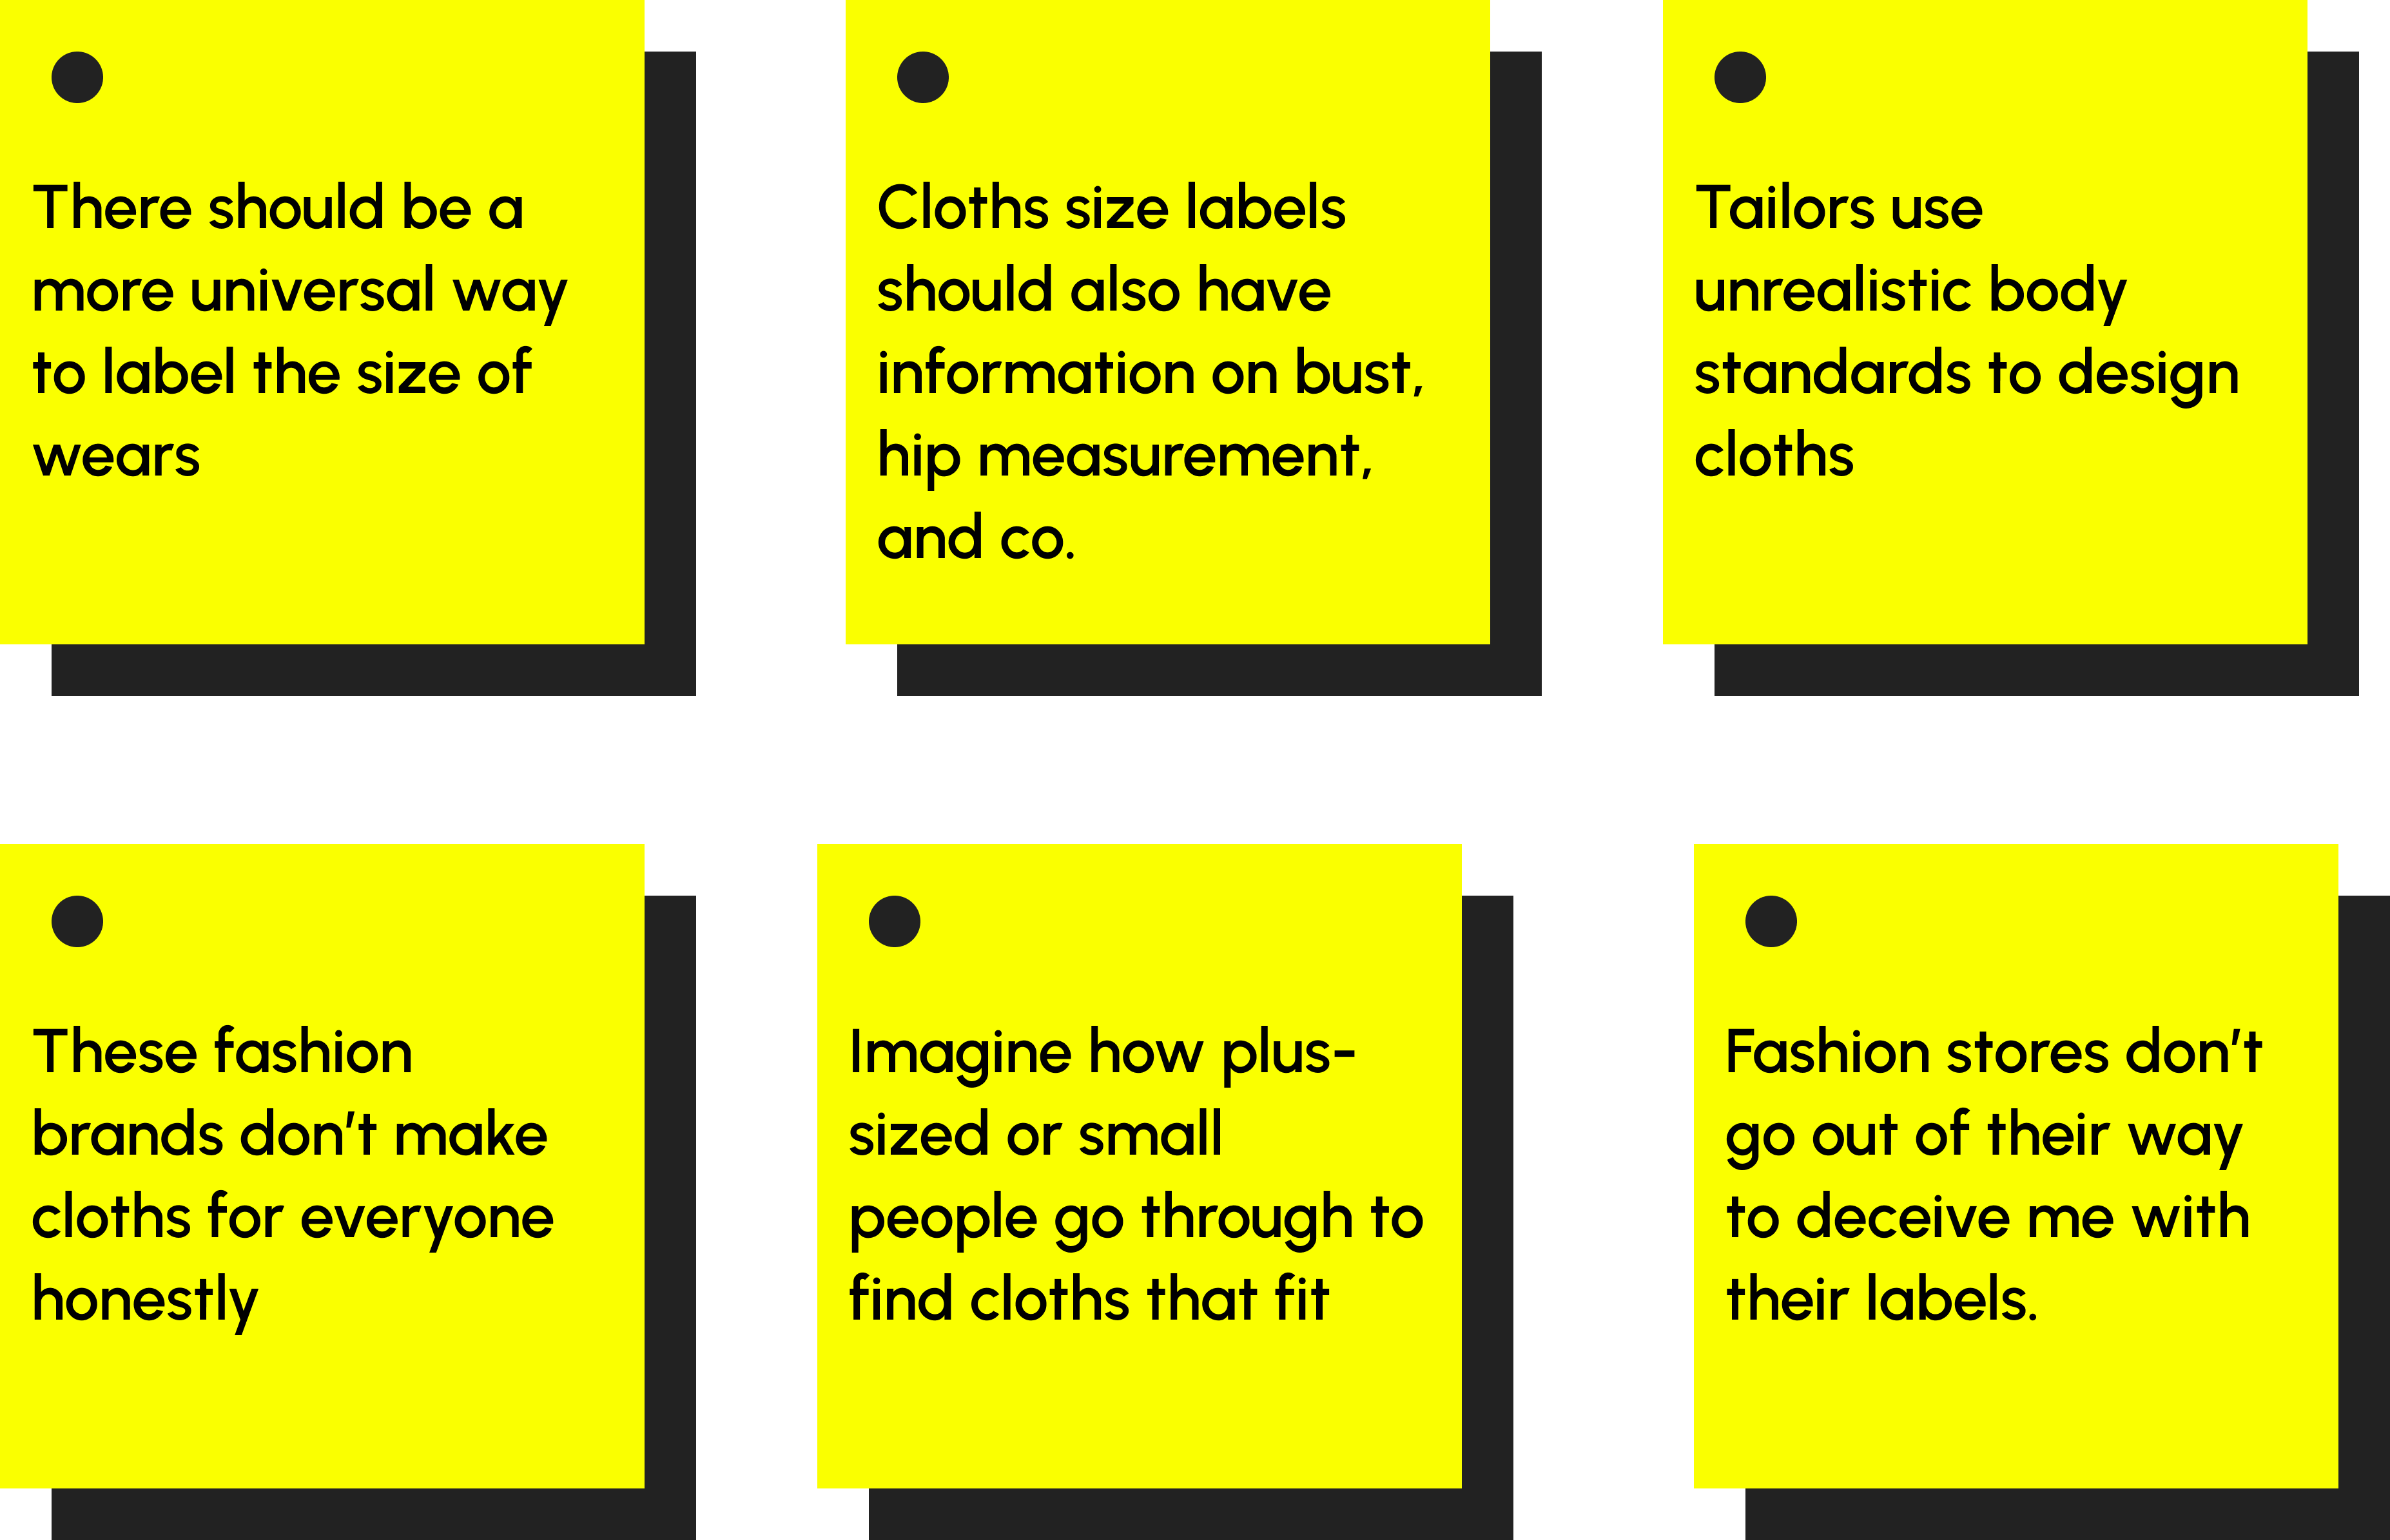 There should be a
more universal way
to label the size of
wears
Cloths size labels
should also have
information on bust,
hip measurement,
and co.
Tailors use
unrealistic body
standards to design
cloths
These fashion
brands don't make
cloths for everyone
honestly
Imagine how plus-
sized or small
people go through to
find cloths that fit
Fashion stores don't
go out of their way
to deceive me with
their labels.